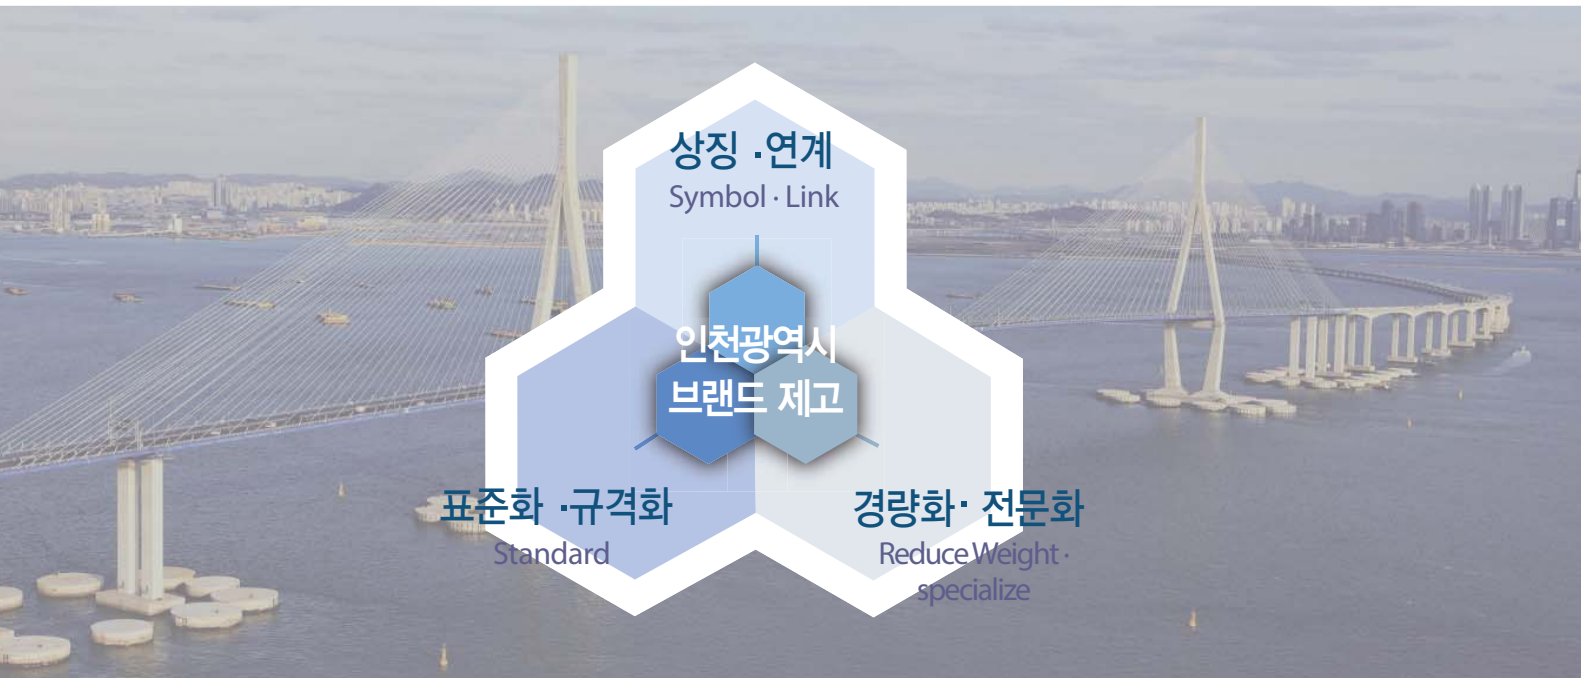 상징 ·연계
Symbol · Link
인천광역시
브랜드 제고
표준화 ·규격화
Standard
경량화· 전문화
Reduce Weight ·
specialize